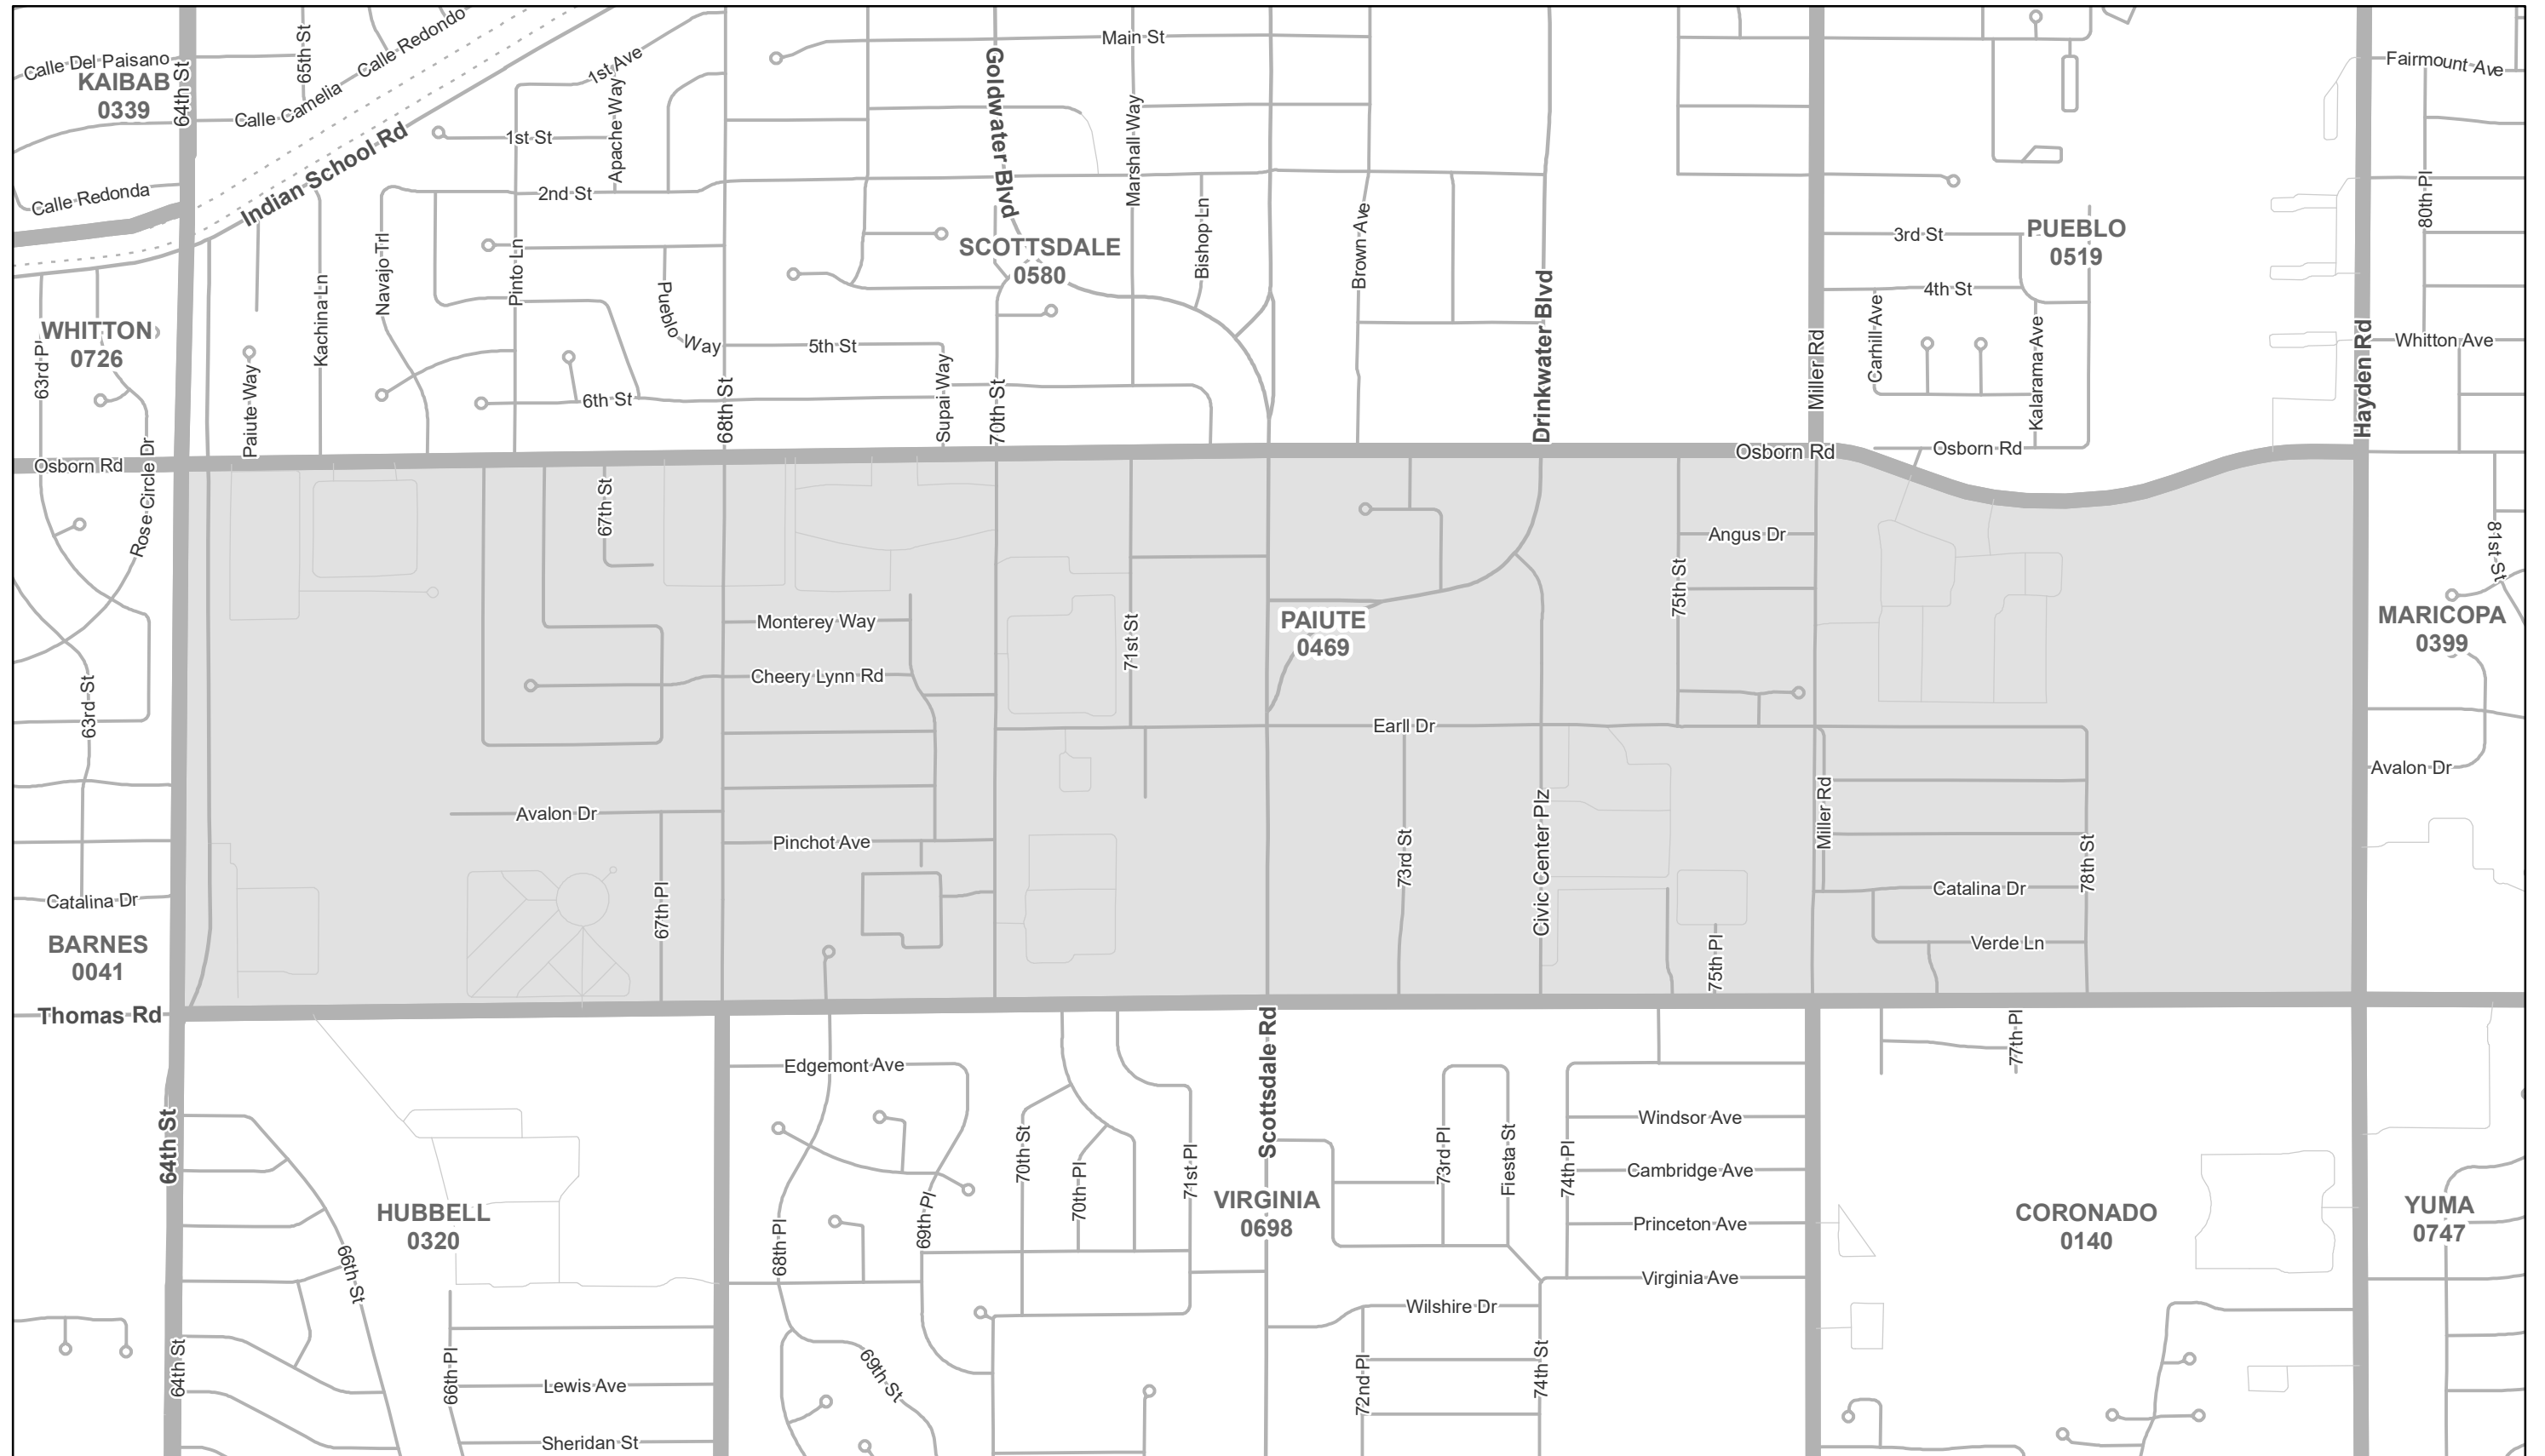 Calle Del Paisano
KAIBAB
0339
64th St
65th St
Calle Redondo
Calle Camelia
Calle Redonda
Indian School Rd
1st Ave
Apache Way
1st St
2nd St
Main St
Goldwater Blvd
Marshall Way
Bishop Ln
Brown Ave
Drinkwater Blvd
SCOTTSDALE
0580
Navajo Trl
Pinto Ln
Kachina Ln
Pueblo Way
5th St
6th St
68th St
Supai Way
70th St
Paiute Way
WHITTON
0726
63rd Pl
Rose Circle Dr
Osborn Rd
3rd St
4th St
PUEBLO
0519
Carhill Ave
Kalarama Ave
Miller Rd
Osborn Rd
Osborn Rd
Hayden Rd
Fairmount Ave
80th Pl
Whitton Ave
81st St
MARICOPA
0399
Avalon Dr
67th St
Monterey Way
Cheery Lynn Rd
71st St
PAIUTE
0469
75th St
Angus Dr
Earll Dr
63rd St
Avalon Dr
Pinchot Ave
67th Pl
73rd St
Civic Center Plz
Miller Rd
78th St
Catalina Dr
Verde Ln
75th Pl
Catalina Dr
BARNES
0041
Thomas Rd
64th St
64th St
HUBBELL
0320
66th St
66th Pl
Lewis Ave
Sheridan St
Edgemont Ave
68th Pl
69th Pl
69th St
70th St
70th Pl
71st Pl
Scottsdale Rd
VIRGINIA
0698
73rd Pl
Fiesta St
74th Pl
Windsor Ave
Cambridge Ave
Princeton Ave
Virginia Ave
Wilshire Dr
72nd Pl
74th St
77th Pl
CORONADO
0140
YUMA
0747